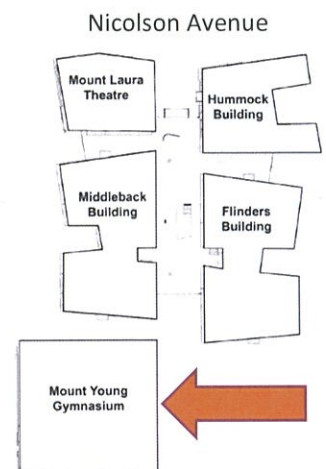 Nicolson Avenue
Mount Laura
Theatre
Hummock
Building
Middleback
Building
Flinders
Building
Mount Young
Gymnasium